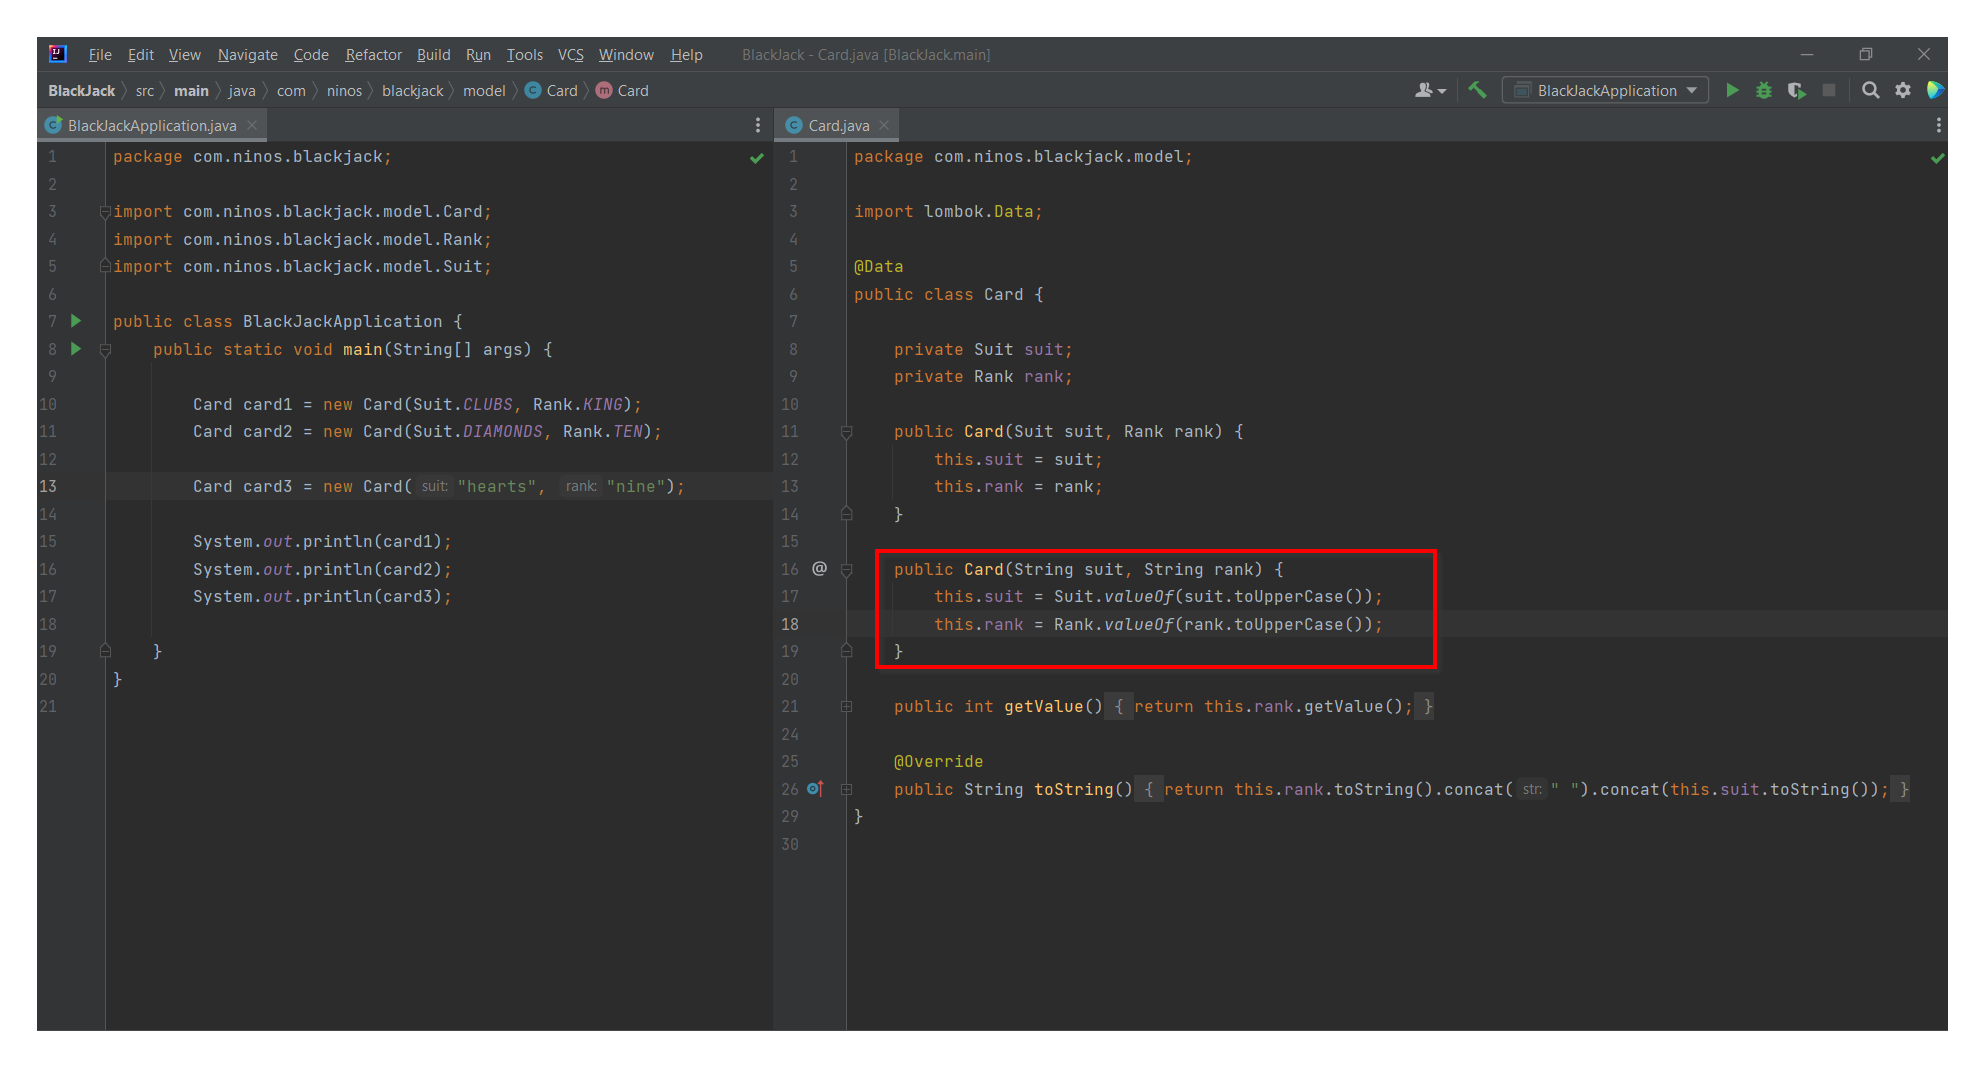 File Edit View Navigate Code Refactor Build Run Tools VCS Window Help BlackJack - Card.java [BlackJack.main]
BlackJack src main java com ninos blackjack model Card Card BlackJackApplication
BlackJackApplication.java
1 package com.ninos.blackjack;
2
3 import com.ninos.blackjack.model.Card;
4 import com.ninos.blackjack.model.Rank;
5 import com.ninos.blackjack.model.Suit;
6
7 public class BlackJackApplication {
8 public static void main(String[] args) {
9
10 Card card1 = new Card(Suit.CLUBS, Rank.KING);
11 Card card2 = new Card(Suit.DIAMONDS, Rank.TEN);
12
13 Card card3 = new Card( suit: "hearts", rank: "nine");
14
15 System.out.println(card1);
16 System.out.println(card2);
17 System.out.println(card3);
18
19 }
20 }
21
Card.java
1 package com.ninos.blackjack.model;
2
3 import lombok.Data;
4
5 @Data
6 public class Card {
7
8 private Suit suit;
9 private Rank rank;
10
11 public Card(Suit suit, Rank rank) {
12 this.suit = suit;
13 this.rank = rank;
14 }
15
16 @ public Card(String suit, String rank) {
17 this.suit = Suit.valueOf(suit.toUpperCase());
18 this.rank = Rank.valueOf(rank.toUpperCase());
19 }
20
21 public int getValue() { return this.rank.getValue(); }
24
25 @Override
26 public String toString() { return this.rank.toString().concat( str: " ").concat(this.suit.toString()); }
29 }
30